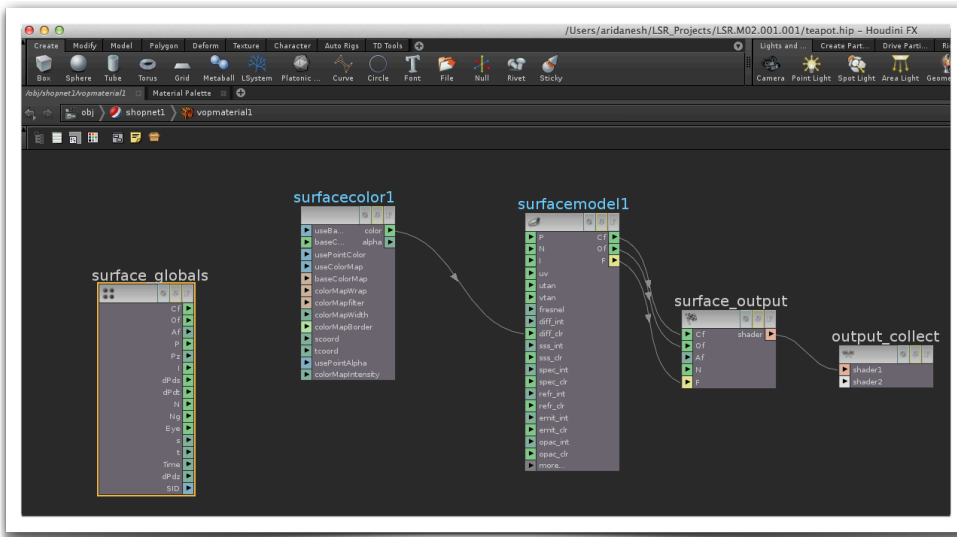 /Users/aridanesh/LSR_Projects/LSR.M02.001.001/teapot.hip – Houdini FX
Create Modify Model Polygon Deform Texture Character Auto Rigs TD Tools
Lights and ... Create Part... Drive Parti...
Box Sphere Tube Torus Grid Metaball LSystem Platonic ... Curve Circle Font File Null Rivet Sticky
Camera Point Light Spot Light Area Light Geome
/obj/shopnet1/vopmaterial1 Material Palette
obj shopnet1 vopmaterial1
surfacecolor1
useBa... color
baseC... alpha
usePointColor
useColorMap
baseColorMap
colorMapWrap
colorMapfilter
colorMapWidth
colorMapBorder
scoord
tcoord
usePointAlpha
colorMapIntensity
surfacemodel1
P Cf
N Of
I F
uv
utan
vtan
fresnel
diff_int
diff_clr
sss_int
sss_clr
spec_int
spec_clr
refr_int
refr_clr
emit_int
emit_clr
opac_int
opac_clr
more...
surface_globals
Cf
Of
Af
P
Pz
I
dPds
dPdt
N
Ng
Eye
s
t
Time
dPdz
SID
surface_output
Cf shader
Of
Af
N
F
output_collect
shader1
shader2